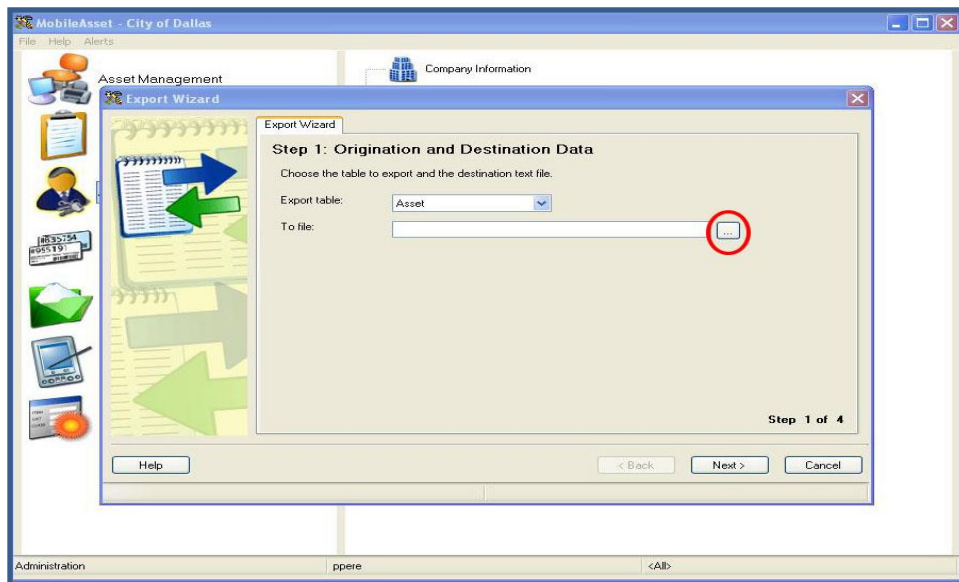 MobileAsset - City of Dallas
File Help Alerts
Asset Management
Company Information
Export Wizard
Export Wizard
Step 1: Origination and Destination Data
Choose the table to export and the destination text file.
Export table:
Asset
To file:
...
Step 1 of 4
Help
< Back
Next >
Cancel
Administration
ppere
<All>